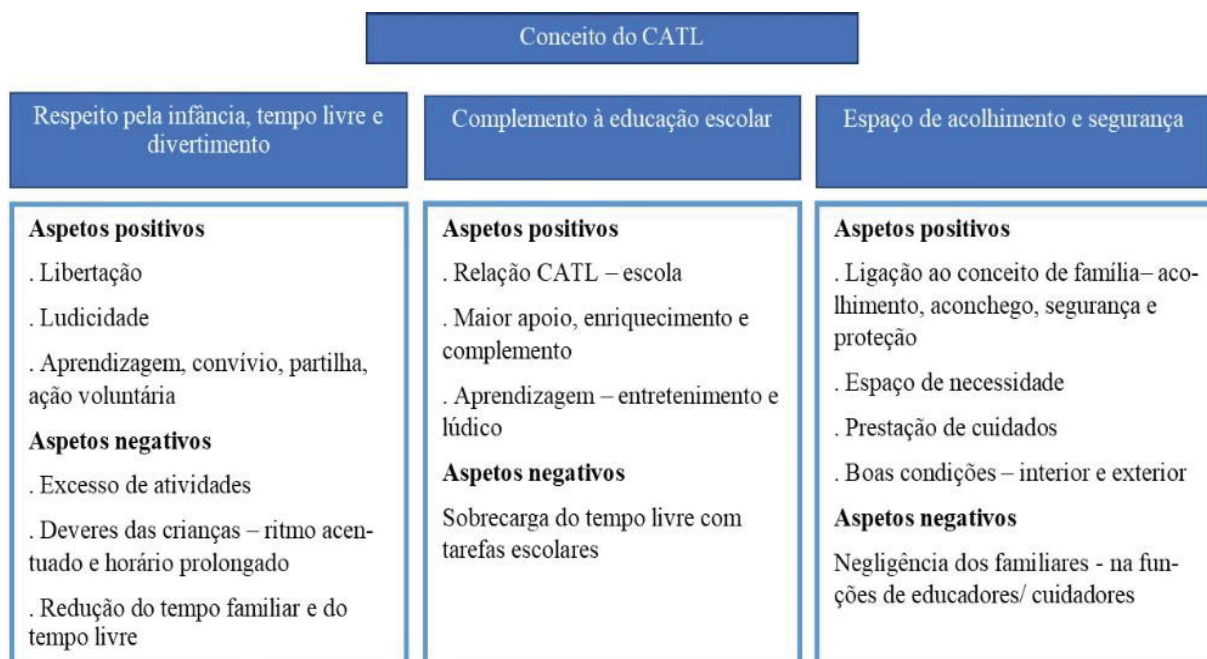 Conceito do CATL
Respeito pela infância, tempo livre e
divertimento
Aspetos positivos
. Libertação
. Ludicidade
. Aprendizagem, convívio, partilha,
ação voluntária
Aspetos negativos
. Excesso de atividades
. Deveres das crianças – ritmo acen-
tuado e horário prolongado
. Redução do tempo familiar e do
tempo livre
Complemento à educação escolar
Aspetos positivos
. Relação CATL – escola
. Maior apoio, enriquecimento e
complemento
. Aprendizagem – entretenimento e
lúdico
Aspetos negativos
Sobrecarga do tempo livre com
tarefas escolares
Espaço de acolhimento e segurança
Aspetos positivos
. Ligação ao conceito de família– aco-
lhimento, aconchego, segurança e
proteção
. Espaço de necessidade
. Prestação de cuidados
. Boas condições – interior e exterior
Aspetos negativos
Negligência dos familiares - na fun-
ções de educadores/ cuidadores